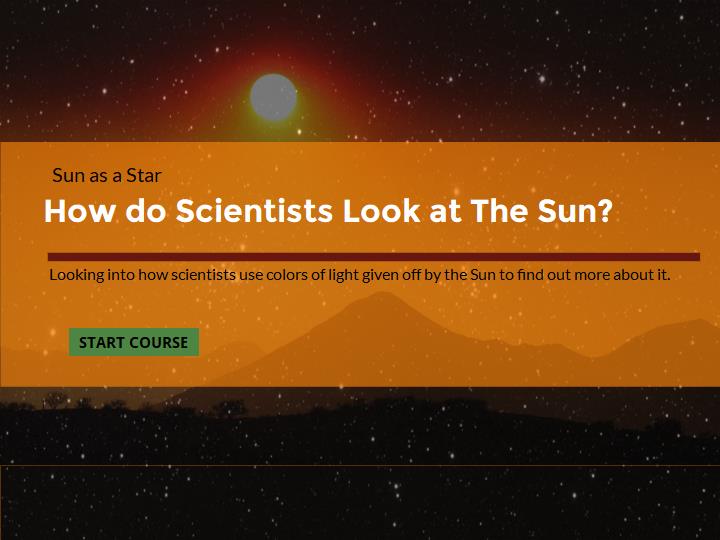 Sun as a Star
How do Scientists Look at The Sun?
Looking into how scientists use colors of light given off by the Sun to find out more about it.
START COURSE